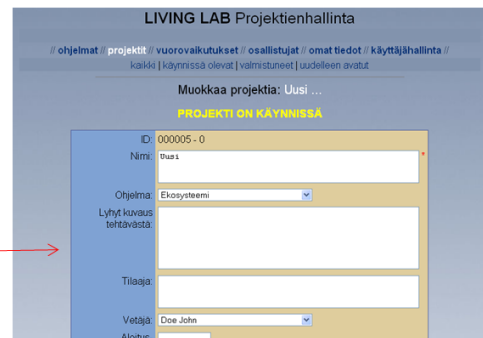 LIVING LAB Projektienhallinta
// ohjelmat // projektit // vuorovaikutukset // osallistujat // omat tiedot // käyttäjähallinta //
kaikki | käynnissä olevat | valmistuneet | uudelleen avatut
Muokkaa projektia: Uusi ...
PROJEKTI ON KÄYNNISSÄ
ID: 000005 - 0
Nimi: Uusi *
Ohjelma: Ekosysteemi
Lyhyt kuvaus
tehtävästä:
Tilaaja:
Vetäjä: Doe John
Aloitus